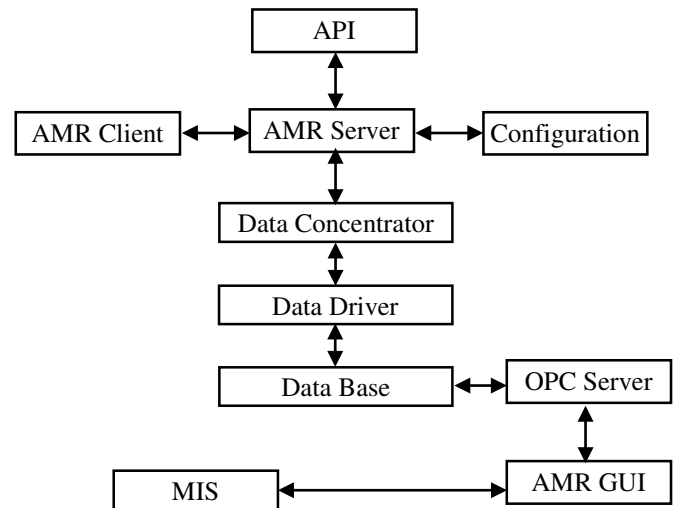 API
AMR Client
AMR Server
Configuration
Data Concentrator
Data Driver
Data Base
OPC Server
MIS
AMR GUI